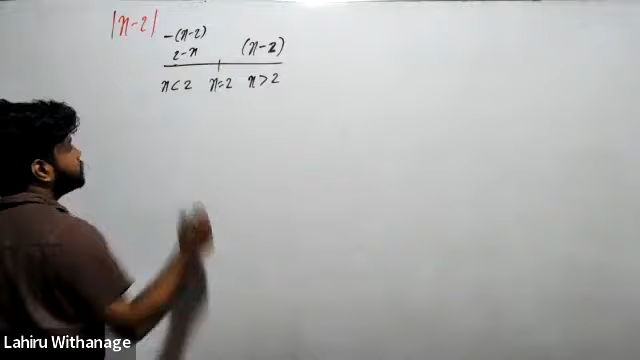 |x-2|
-(x-2)
2-x (x-2)
x<2 x=2 x>2
Lahiru Withanage